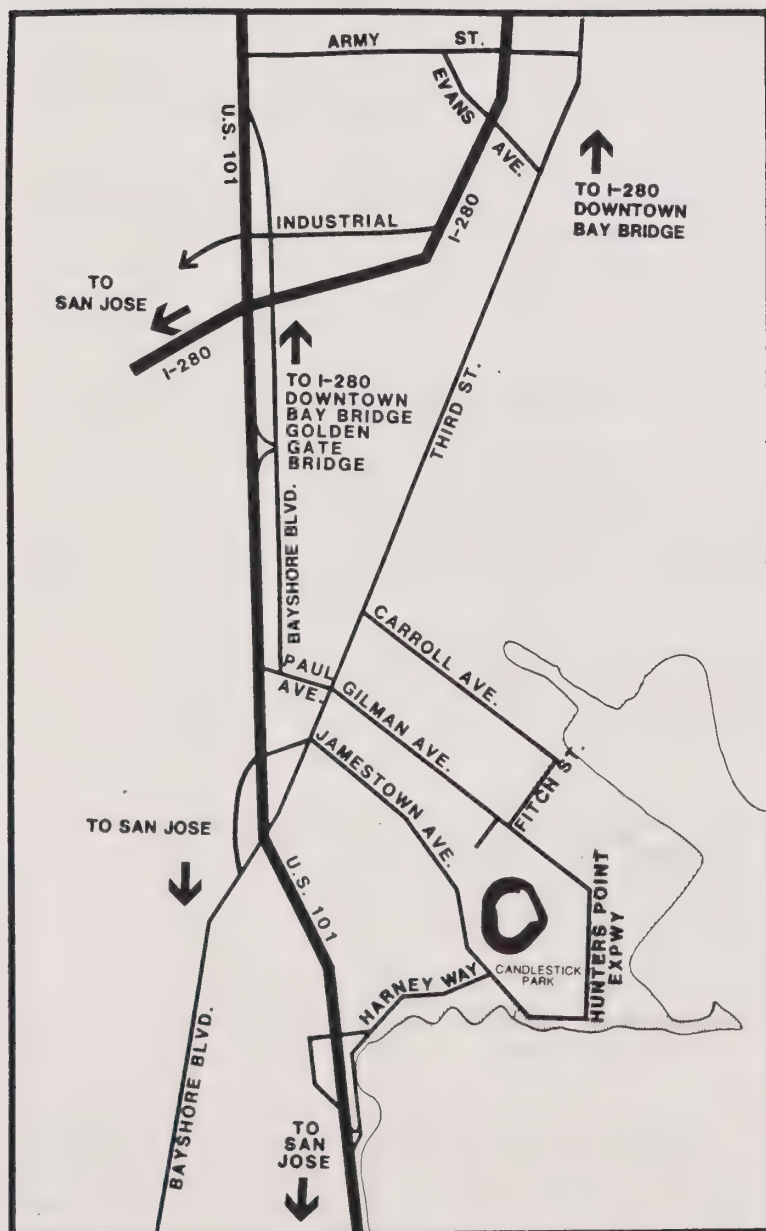 ARMY ST.
EVANS AVE.
U.S. 101
TO I-280
DOWNTOWN
BAY BRIDGE
INDUSTRIAL
I-280
TO
SAN JOSE
I-280
TO I-280
DOWNTOWN
BAY BRIDGE
GOLDEN
GATE
BRIDGE
THIRD ST.
BAYSHORE BLVD.
CARROLL AVE.
PAUL
AVE.
GILMAN AVE.
JAMESTOWN AVE.
FITCH ST.
TO SAN JOSE
U.S. 101
HUNTERS POINT
EXPWY
CANDLESTICK
PARK
HARNEY WAY
BAYSHORE BLVD.
TO
SAN
JOSE